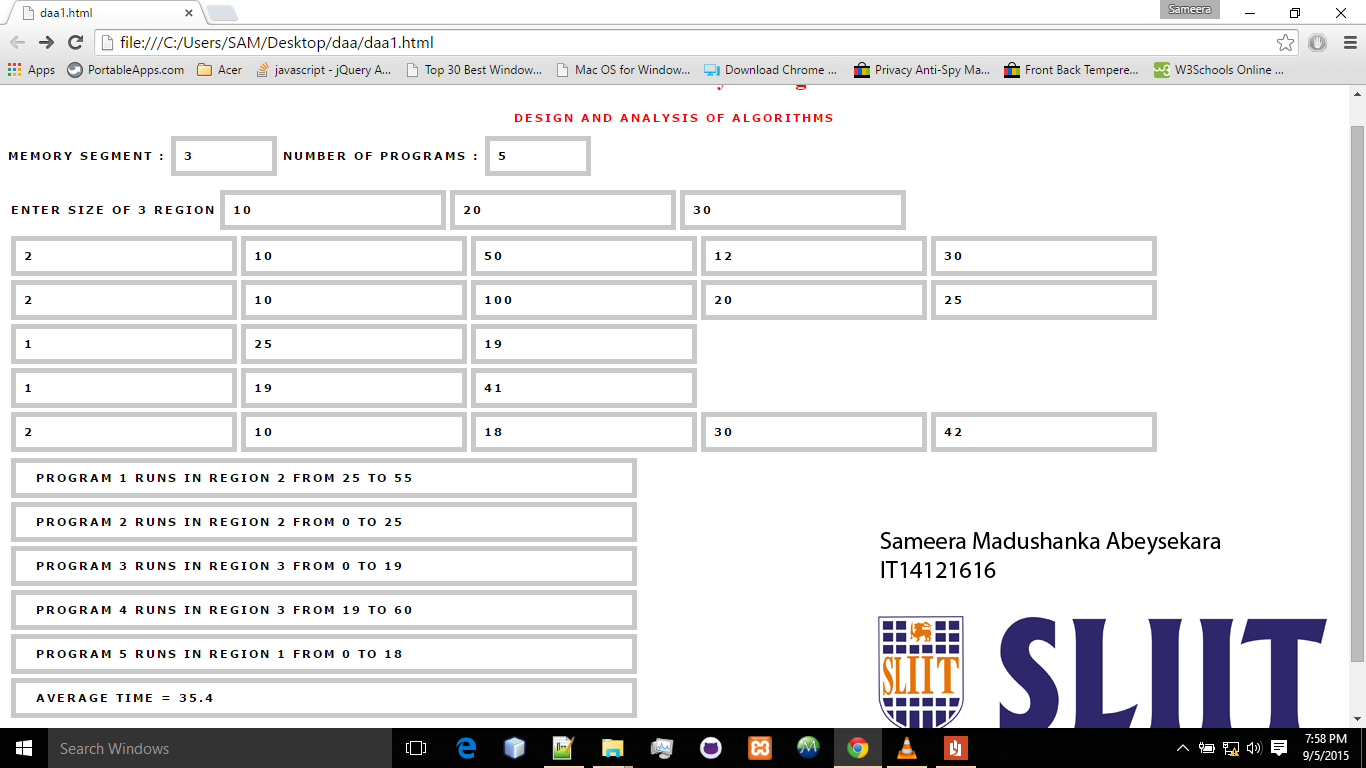 daa1.html
Sameera
file:///C:/Users/SAM/Desktop/daa/daa1.html
Apps PortableApps.com Acer javascript - jQuery A... Top 30 Best Window... Mac OS for Window... Download Chrome ... Privacy Anti-Spy Ma... Front Back Tempere... W3Schools Online ...
DESIGN AND ANALYSIS OF ALGORITHMS
MEMORY SEGMENT : 3 NUMBER OF PROGRAMS : 5
ENTER SIZE OF 3 REGION 10 20 30
2 10 50 12 30
2 10 100 20 25
1 25 19
1 19 41
2 10 18 30 42
PROGRAM 1 RUNS IN REGION 2 FROM 25 TO 55
PROGRAM 2 RUNS IN REGION 2 FROM 0 TO 25
PROGRAM 3 RUNS IN REGION 3 FROM 0 TO 19
PROGRAM 4 RUNS IN REGION 3 FROM 19 TO 60
PROGRAM 5 RUNS IN REGION 1 FROM 0 TO 18
AVERAGE TIME = 35.4
Sameera Madushanka Abeysekara
IT14121616
SLIIT
SLIIT
Search Windows
7:58 PM
9/5/2015